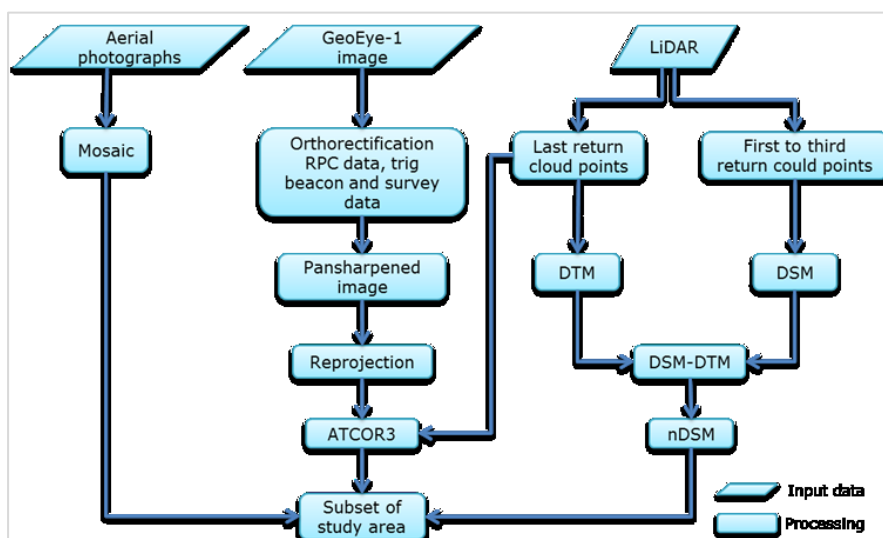 Aerial
photographs
GeoEye-1
image
LiDAR
Mosaic
Orthorectification
RPC data, trig
beacon and survey
data
Last return
cloud points
First to third
return could points
Pansharpened
image
DTM
DSM
Reprojection
DSM-DTM
ATCOR3
nDSM
Subset of
study area
Input data
Processing